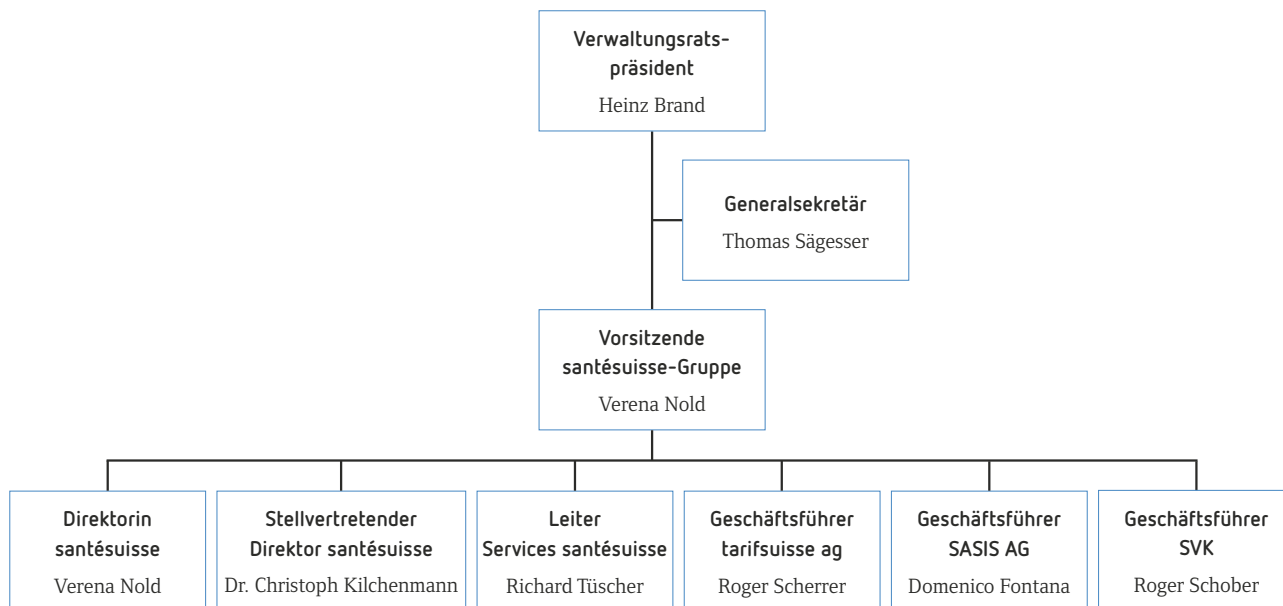 Verwaltungsrats-
präsident
Heinz Brand
Generalsekretär
Thomas Sägesser
Vorsitzende
santésuisse-Gruppe
Verena Nold
Direktorin
santésuisse
Verena Nold
Stellvertretender
Direktor santésuisse
Dr. Christoph Kilchenmann
Leiter
Services santésuisse
Richard Tüscher
Geschäftsführer
tarifsuisse ag
Roger Scherrer
Geschäftsführer
SASIS AG
Domenico Fontana
Geschäftsführer
SVK
Roger Schober